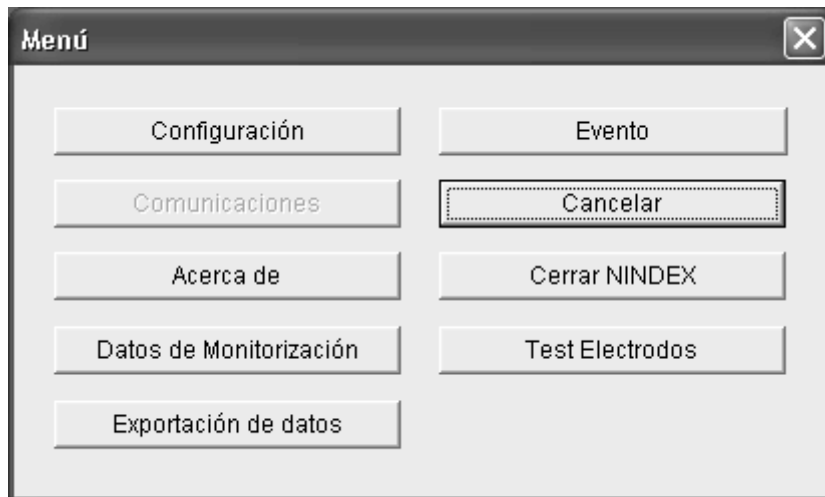 Menú
Configuración
Evento
Comunicaciones
Cancelar
Acerca de
Cerrar NINDEX
Datos de Monitorización
Test Electrodos
Exportación de datos